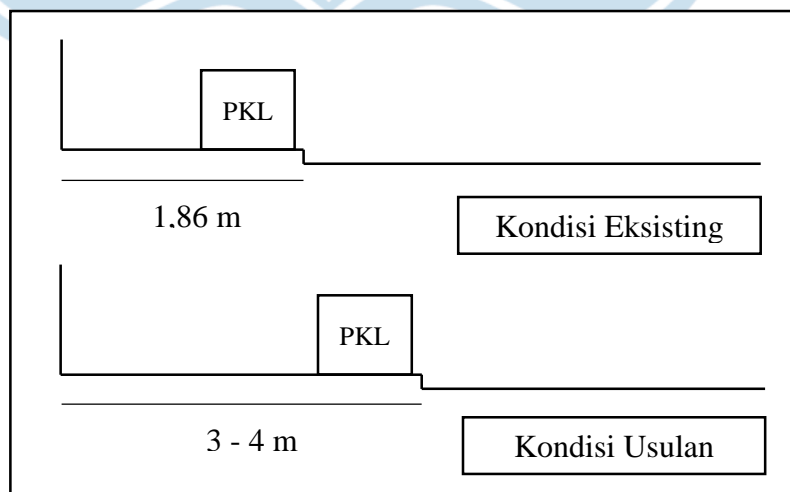 PKL
1.86 m
Kondisi Eksisting
PKL
3 - 4 m
Kondisi Usulan